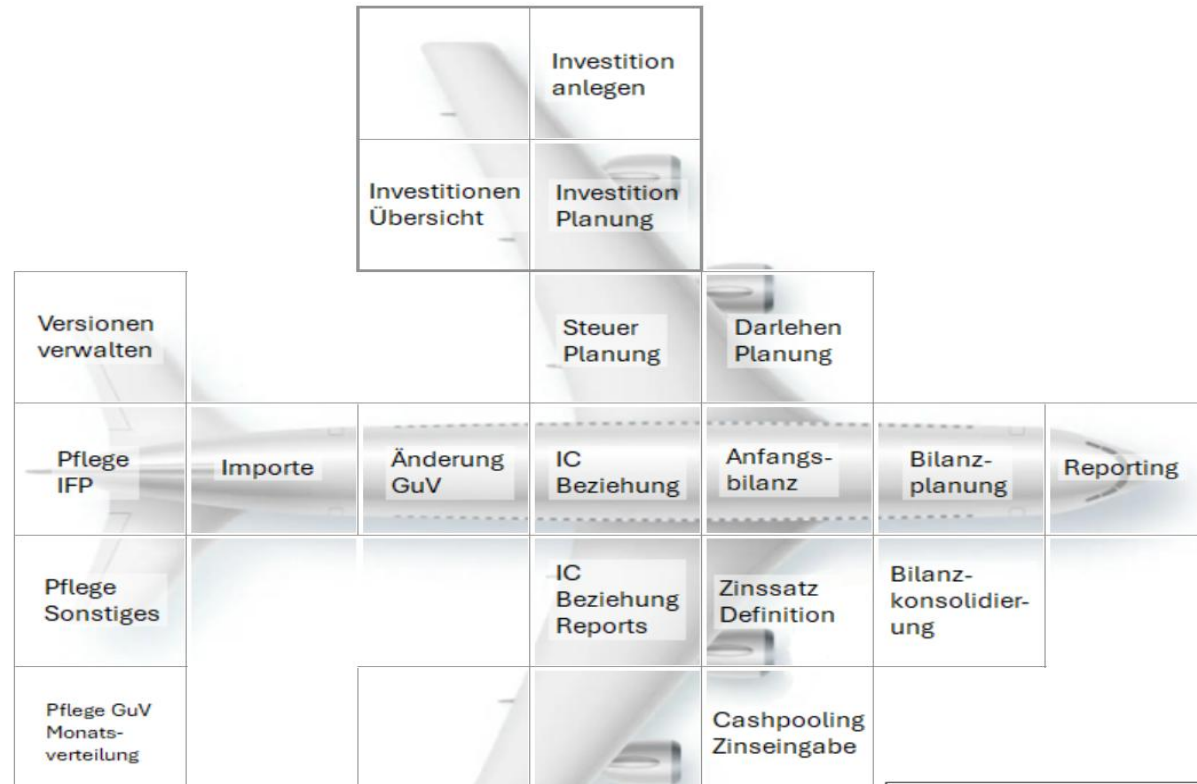 Investition
anlegen
Investitionen
Übersicht
Investition
Planung
Versionen
verwalten
Steuer
Planung
Darlehen
Planung
Pflege
IFP
Importe
Änderung
GuV
IC
Beziehung
Anfangs-
bilanz
Bilanz-
planung
Reporting
Pflege
Sonstiges
IC
Beziehung
Reports
Zinssatz
Definition
Bilanz-
konsolidier-
ung
Pflege GuV
Monats-
verteilung
Cashpooling
Zinseingabe